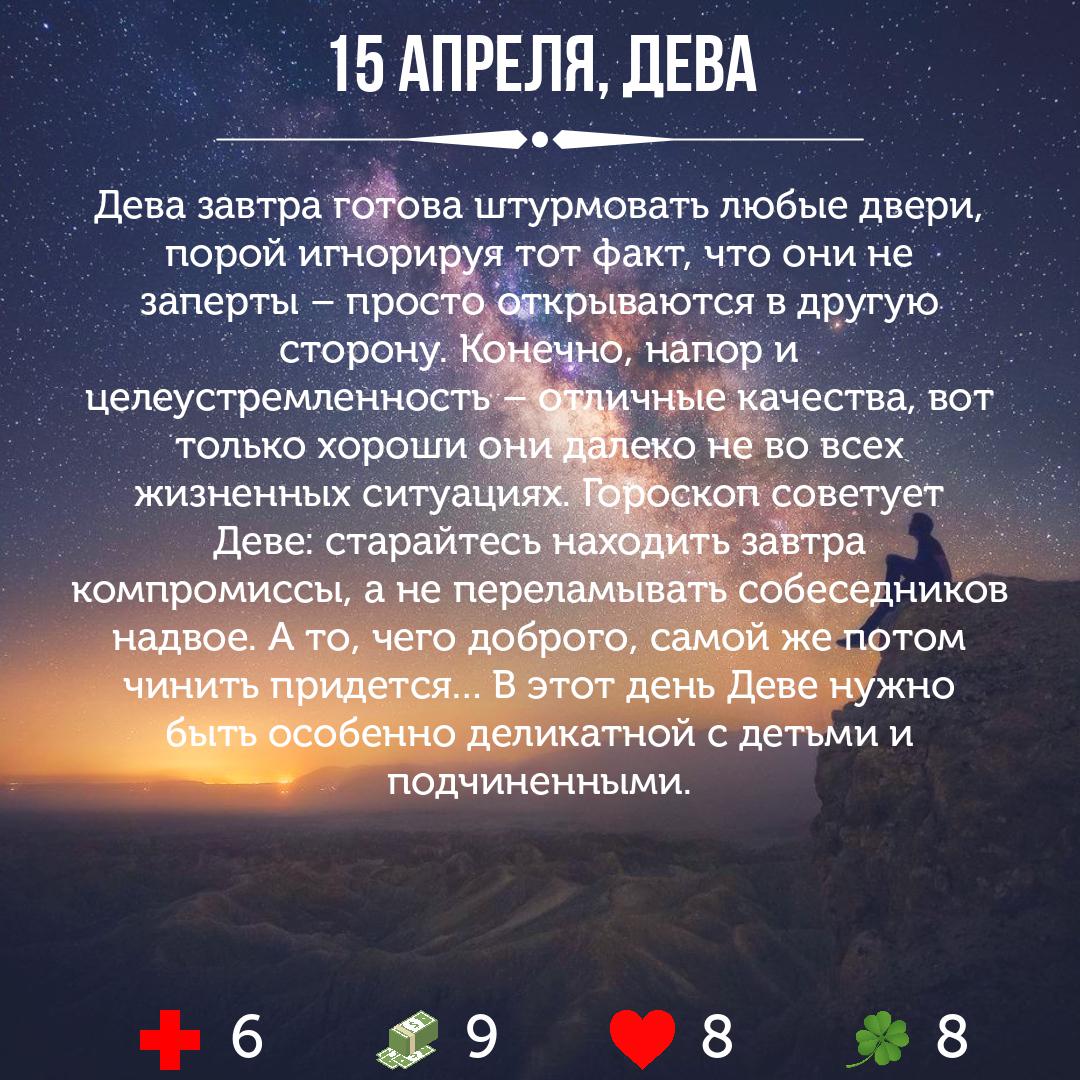 15 АПРЕЛЯ, ДЕВА
Дева завтра готова штурмовать любые двери,
порой игнорируя тот факт, что они не
заперты – просто открываются в другую
сторону. Конечно, напор и
целеустремленность – отличные качества, вот
только хороши они далеко не во всех
жизненных ситуациях. Гороскоп советует
Деве: старайтесь находить завтра
компромиссы, а не переламывать собеседников
надвое. А то, чего доброго, самой же потом
чинить придется... В этот день Деве нужно
быть особенно деликатной с детьми и
подчиненными.
6 9 8 8